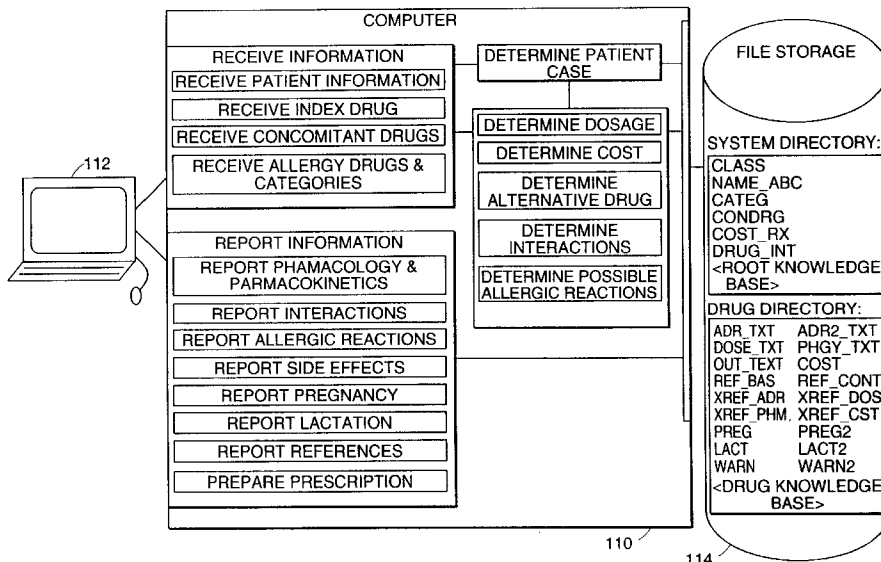 COMPUTER
RECEIVE INFORMATION
RECEIVE PATIENT INFORMATION
RECEIVE INDEX DRUG
RECEIVE CONCOMITANT DRUGS
RECEIVE ALLERGY DRUGS &
CATEGORIES
DETERMINE PATIENT
CASE
DETERMINE DOSAGE
DETERMINE COST
DETERMINE
ALTERNATIVE DRUG
DETERMINE
INTERACTIONS
DETERMINE POSSIBLE
ALLERGIC REACTIONS
112
REPORT INFORMATION
REPORT PHAMACOLOGY &
PARMACOKINETICS
REPORT INTERACTIONS
REPORT ALLERGIC REACTIONS
REPORT SIDE EFFECTS
REPORT PREGNANCY
REPORT LACTATION
REPORT REFERENCES
PREPARE PRESCRIPTION
110
FILE STORAGE
SYSTEM DIRECTORY:
CLASS
NAME_ABC
CATEG
CONDRG
COST_RX
DRUG_INT
<ROOT KNOWLEDGE
BASE>
DRUG DIRECTORY:
ADR_TXT ADR2_TXT
DOSE_TXT PHGY_TXT
OUT_TEXT COST
REF_BAS REF_CONT
XREF_ADR XREF_DOS
XREF_PHM, XREF_CST
PREG PREG2
LACT LACT2
WARN WARN2
<DRUG KNOWLEDGE
BASE>
114